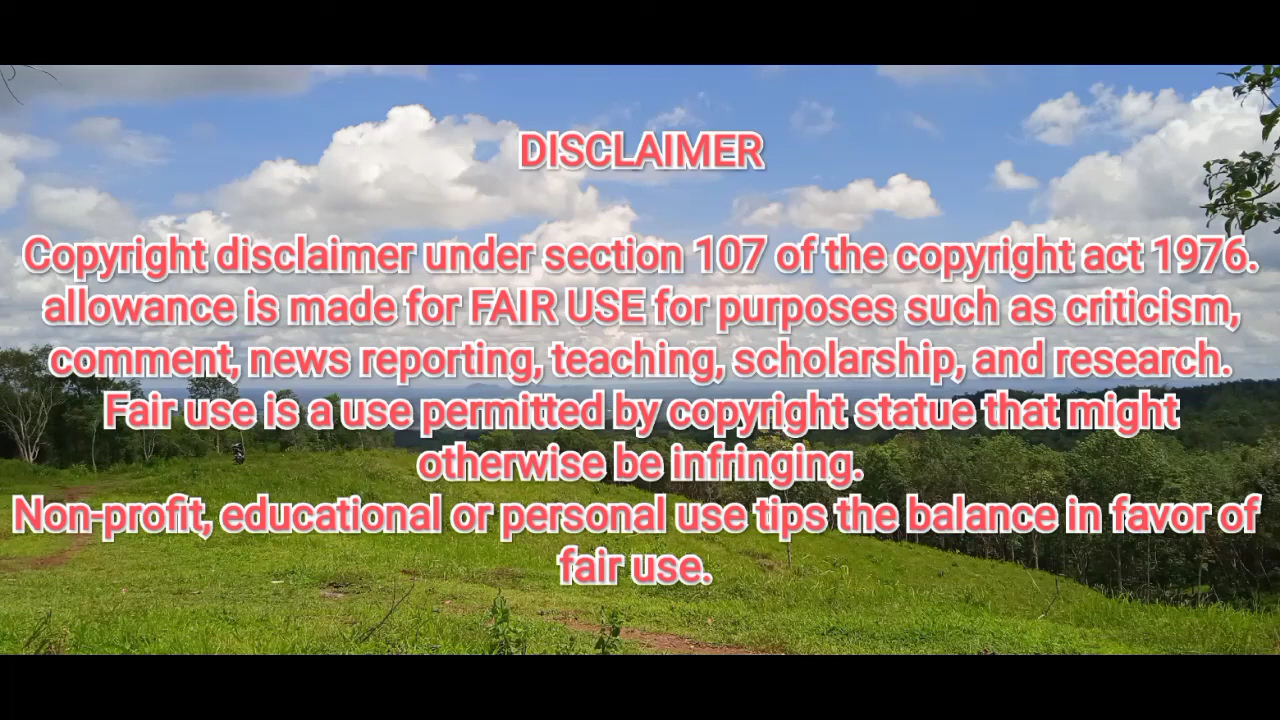 DISCLAIMER
Copyright disclaimer under section 107 of the copyright act 1976.
allowance is made for FAIR USE for purposes such as criticism,
comment, news reporting, teaching, scholarship, and research.
Fair use is a use permitted by copyright statue that might
otherwise be infringing.
Non-profit, educational or personal use tips the balance in favor of
fair use.